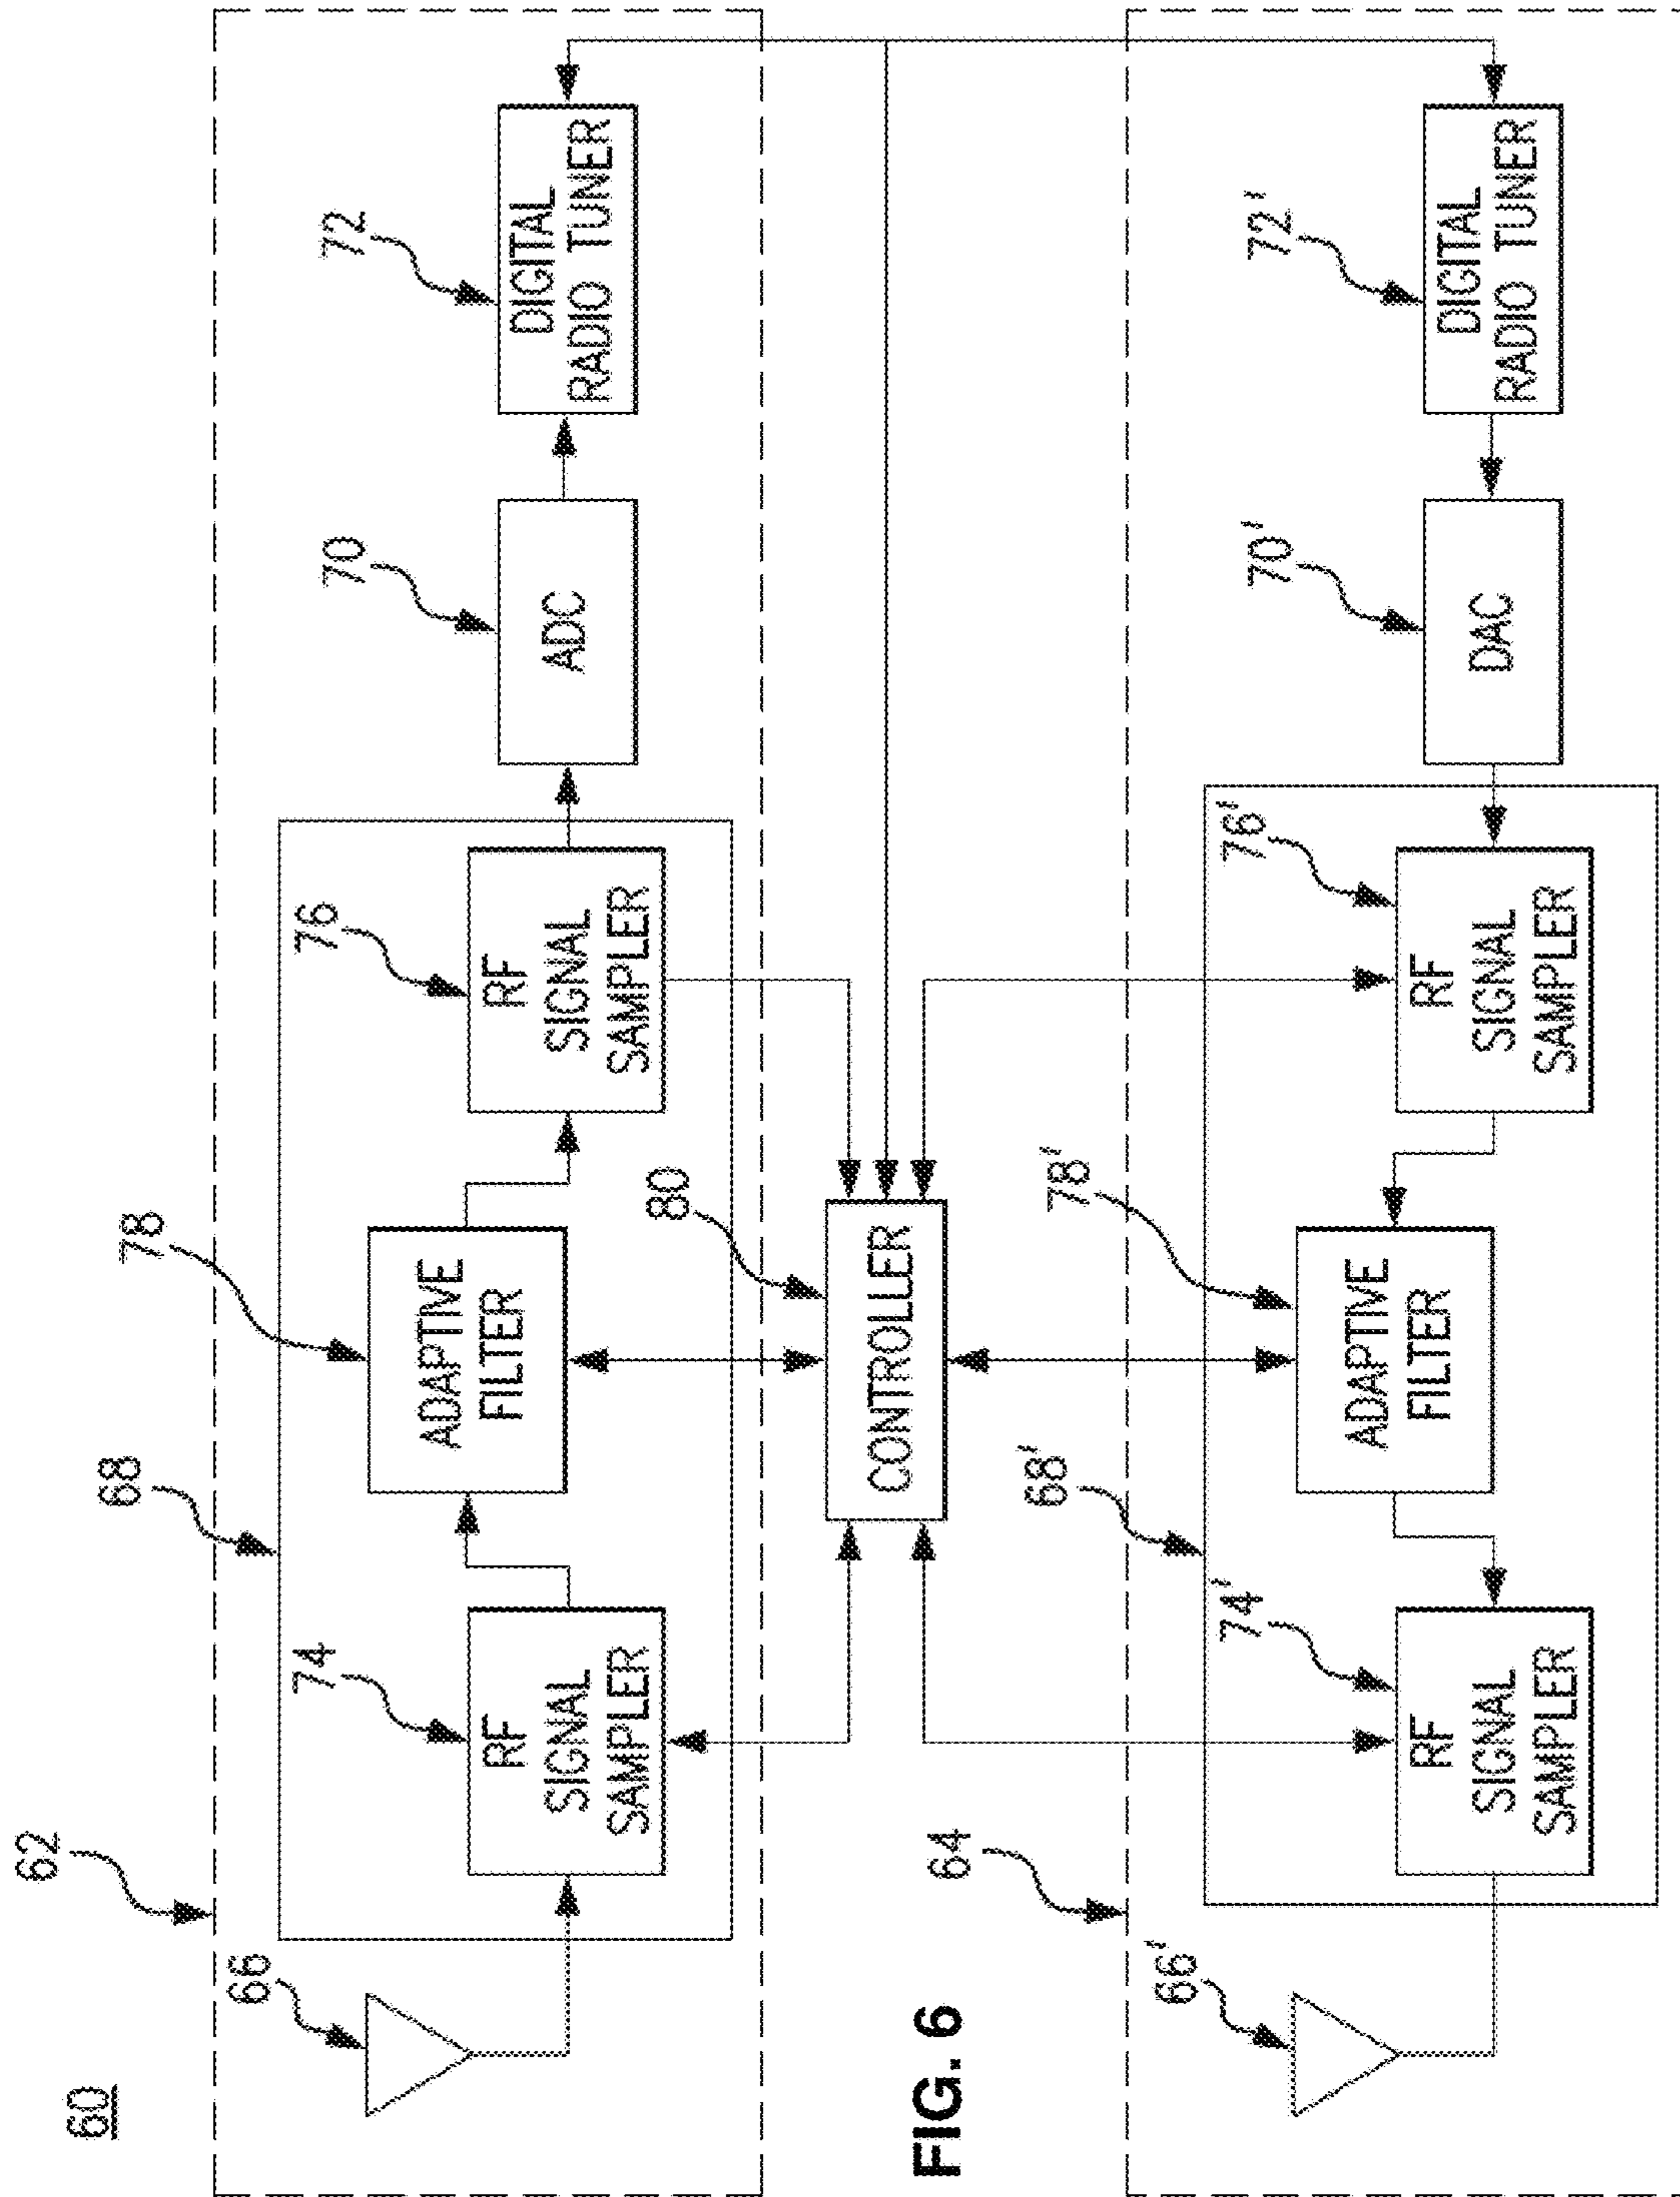 60
62
66
68
74
RF
SIGNAL
SAMPLER
78
ADAPTIVE
FILTER
76
RF
SIGNAL
SAMPLER
70
ADC
72
DIGITAL
RADIO TUNER
80
CONTROLLER
FIG. 6
64
66'
68'
74'
RF
SIGNAL
SAMPLER
78'
ADAPTIVE
FILTER
76'
RF
SIGNAL
SAMPLER
70'
DAC
72'
DIGITAL
RADIO TUNER